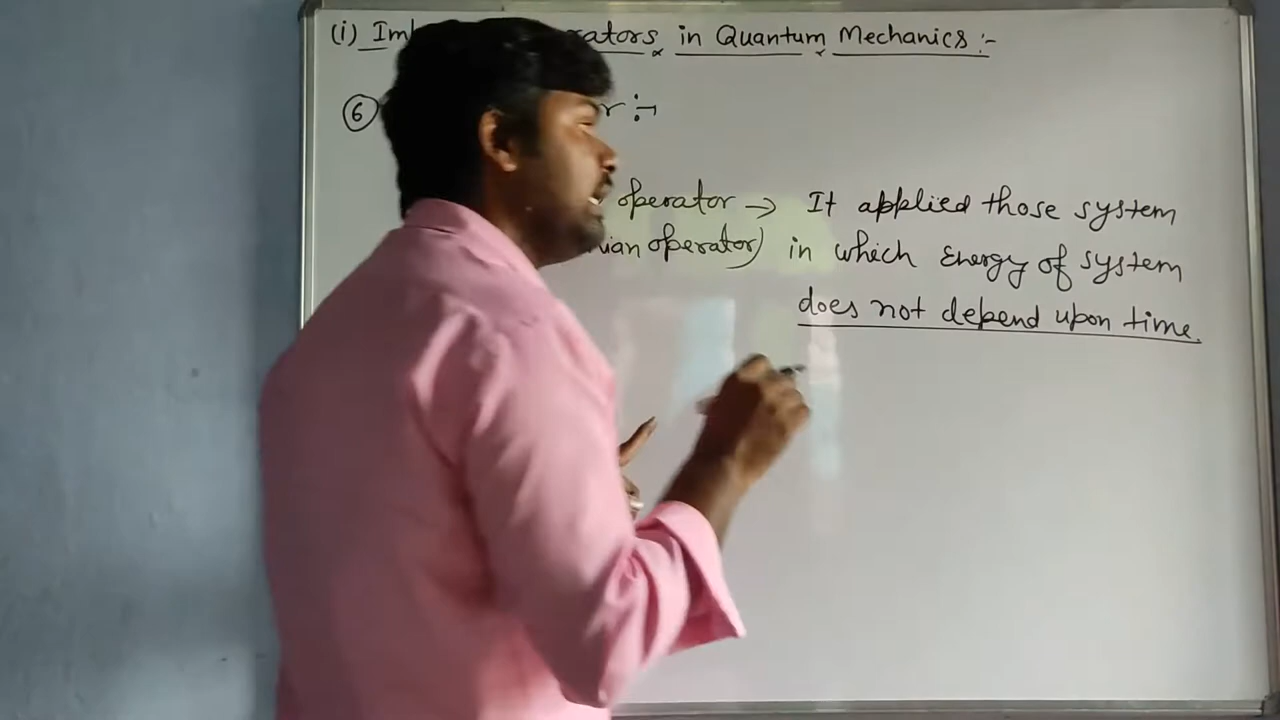 (i) Im rators in Quantum Mechanics :-
6 r :-
operator → It applied those system
nian operator) in which Energy of system
does not depend upon time.